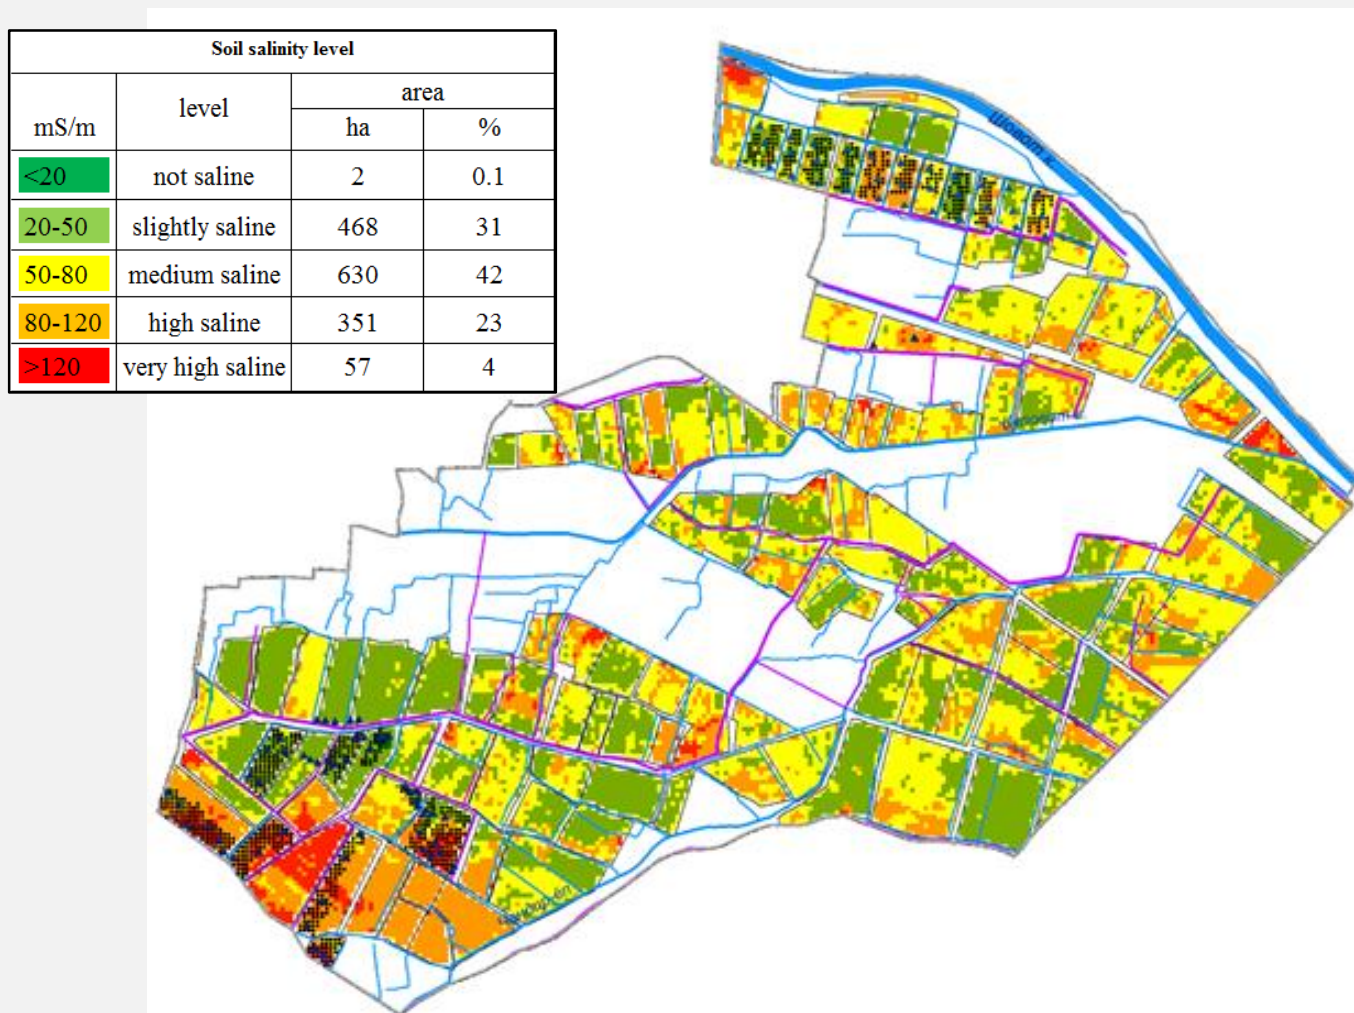 Soil salinity level
mS/m level area
ha %
<20 not saline 2 0.1
20-50 slightly saline 468 31
50-80 medium saline 630 42
80-120 high saline 351 23
>120 very high saline 57 4
Шовот к.